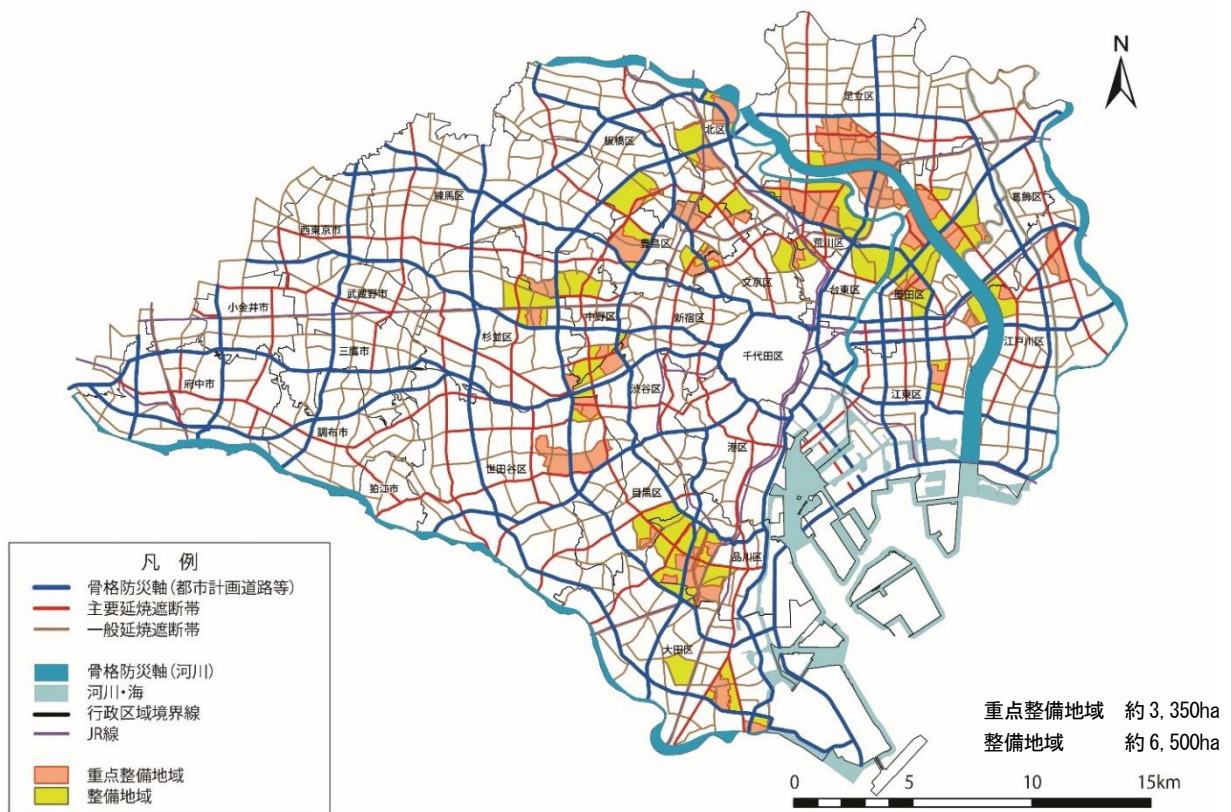 N
足立区
北区
板橋区
葛飾区
練馬区
西東京市
豊島区
荒川区
文京区
台東区
墨田区
武蔵野市
小金井市
中野区
新宿区
杉並区
千代田区
江戸川区
三鷹市
府中市
渋谷区
江東区
調布市
港区
世田谷区
狛江市
目黒区
品川区
大田区
凡 例
骨格防災軸(都市計画道路等)
主要延焼遮断帯
一般延焼遮断帯
骨格防災軸(河川)
河川・海
行政区域境界線
JR線
重点整備地域
整備地域
重点整備地域 約3,350ha
整備地域 約6,500ha
0 5 10 15km